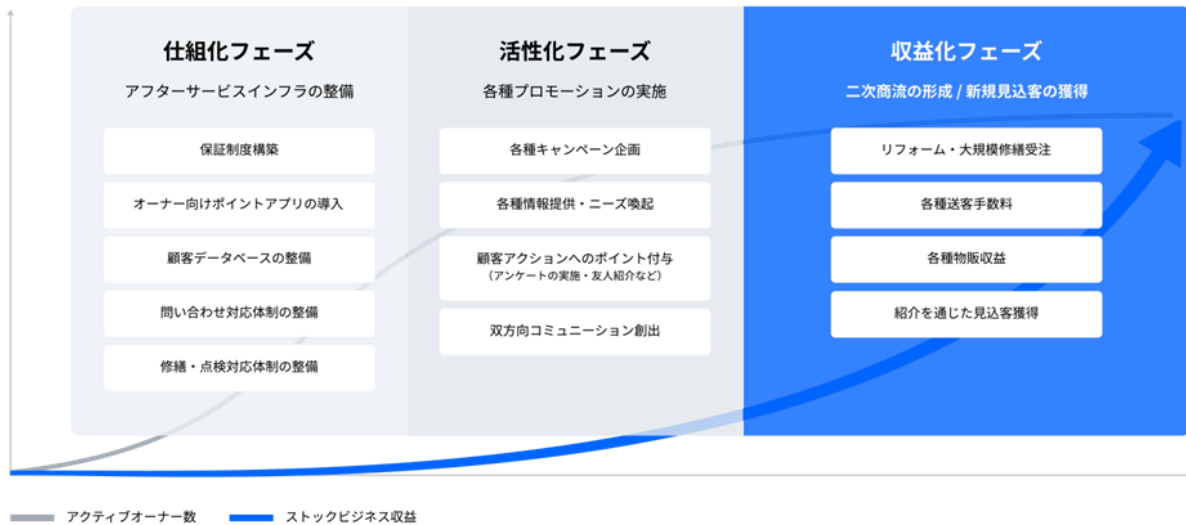 仕組化フェーズ
アフターサービスインフラの整備
保証制度構築
オーナー向けポイントアプリの導入
顧客データベースの整備
問い合わせ対応体制の整備
修繕・点検対応体制の整備
活性化フェーズ
各種プロモーションの実施
各種キャンペーン企画
各種情報提供・ニーズ喚起
顧客アクションへのポイント付与
（アンケートの実施・友人紹介など）
双方向コミュニーション創出
収益化フェーズ
二次商流の形成 / 新規見込客の獲得
リフォーム・大規模修繕受注
各種送客手数料
各種物販収益
紹介を通じた見込客獲得
アクティブオーナー数
ストックビジネス収益